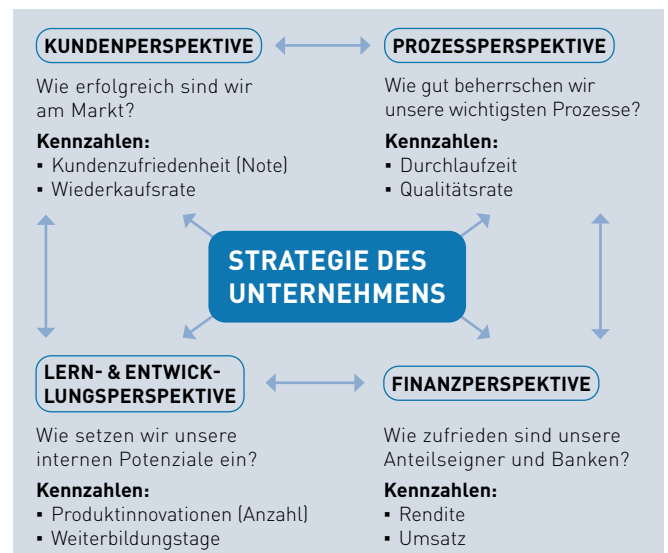 KUNDENPERSPEKTIVE
Wie erfolgreich sind wir
am Markt?
Kennzahlen:
▪ Kundenzufriedenheit (Note)
▪ Wiederkaufsrate
PROZESSPERSPEKTIVE
Wie gut beherrschen wir
unsere wichtigsten Prozesse?
Kennzahlen:
▪ Durchlaufzeit
▪ Qualitätsrate
STRATEGIE DES
UNTERNEHMENS
LERN- & ENTWICK-
LUNGSPERSPEKTIVE
Wie setzen wir unsere
internen Potenziale ein?
Kennzahlen:
▪ Produktinnovationen (Anzahl)
▪ Weiterbildungstage
FINANZPERSPEKTIVE
Wie zufrieden sind unsere
Anteilseigner und Banken?
Kennzahlen:
▪ Rendite
▪ Umsatz